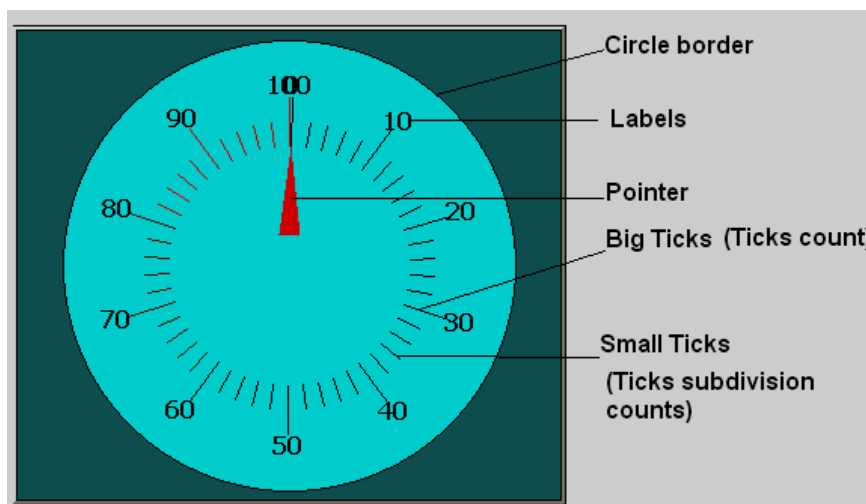 Circle border
100
90
10
Labels
80
20
Pointer
Big Ticks (Ticks count)
70
30
Small Ticks
(Ticks subdivision
counts)
60
40
50